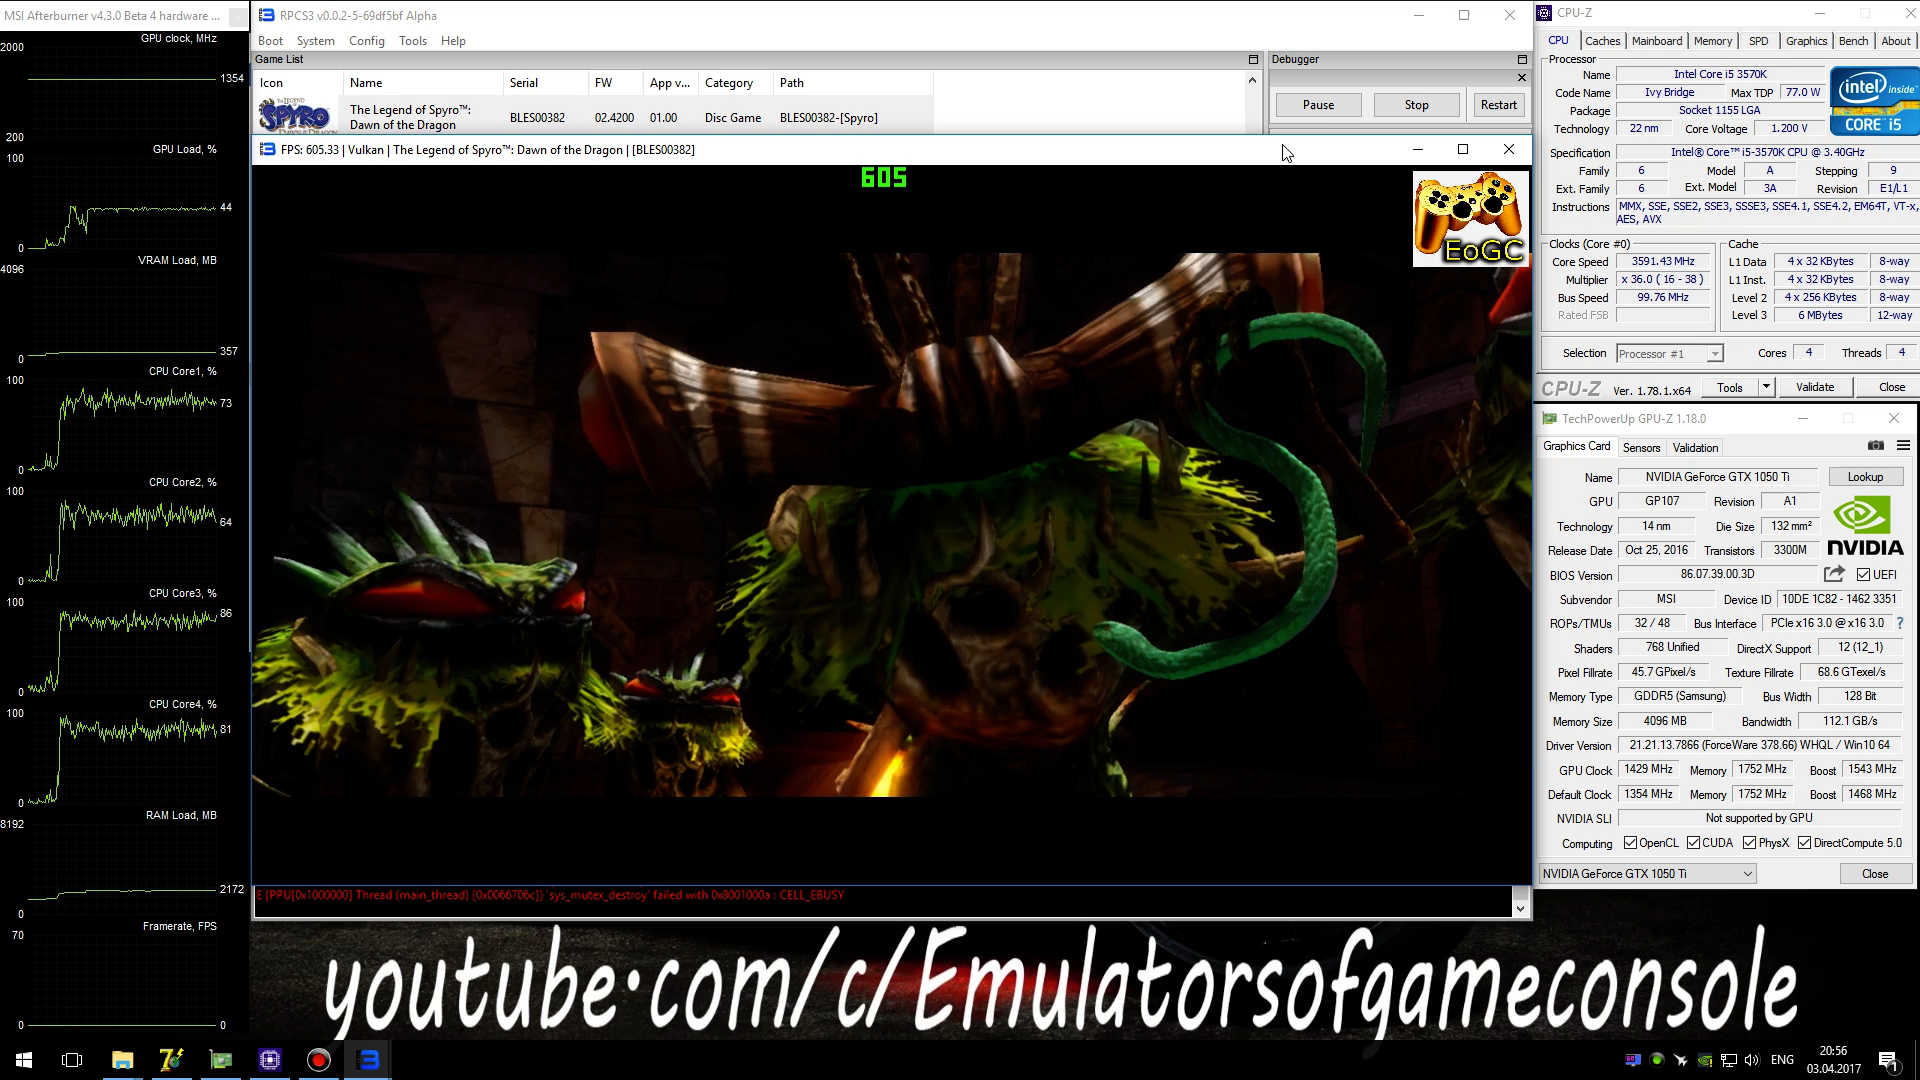 MSI Afterburner v4.3.0 Beta 4 hardware ...
GPU clock, MHz
2000
1354
200
GPU Load, %
100
44
0
VRAM Load, MB
4096
357
0
CPU Core1, %
100
73
0
CPU Core2, %
100
64
0
CPU Core3, %
100
86
0
CPU Core4, %
100
81
0
RAM Load, MB
8192
2172
0
Framerate, FPS
70
0
0
RPCS3 v0.0.2-5-69df5bf Alpha
Boot System Config Tools Help
Game List
Icon Name Serial FW App v... Category Path
SPYRO
The Legend of Spyro™: Dawn of the Dragon BLES00382 02.4200 01.00 Disc Game BLES00382-[Spyro]
Debugger
Pause Stop Restart
FPS: 605.33 | Vulkan | The Legend of Spyro™: Dawn of the Dragon | [BLES00382]
605
EoGC
E {PPU[0x1000000] Thread (main_thread) [0x0066706c]} 'sys_mutex_destroy' failed with 0x8001000a : CELL_EBUSY
youtube.com/c/Emulatorsofgameconsole
CPU-Z
CPU Caches Mainboard Memory SPD Graphics Bench About
Processor
Name Intel Core i5 3570K
Code Name Ivy Bridge Max TDP 77.0 W
Package Socket 1155 LGA
Technology 22 nm Core Voltage 1.200 V
intel inside™
CORE i5
Specification Intel® Core™ i5-3570K CPU @ 3.40GHz
Family 6 Model A Stepping 9
Ext. Family 6 Ext. Model 3A Revision E1/L1
Instructions MMX, SSE, SSE2, SSE3, SSSE3, SSE4.1, SSE4.2, EM64T, VT-x,
AES, AVX
Clocks (Core #0)
Core Speed 3591.43 MHz
Multiplier x 36.0 ( 16 - 38 )
Bus Speed 99.76 MHz
Rated FSB
Cache
L1 Data 4 x 32 KBytes 8-way
L1 Inst. 4 x 32 KBytes 8-way
Level 2 4 x 256 KBytes 8-way
Level 3 6 MBytes 12-way
Selection Processor #1 Cores 4 Threads 4
CPU-Z Ver. 1.78.1.x64 Tools Validate Close
TechPowerUp GPU-Z 1.18.0
Graphics Card Sensors Validation
Name NVIDIA GeForce GTX 1050 Ti Lookup
GPU GP107 Revision A1
Technology 14 nm Die Size 132 mm²
Release Date Oct 25, 2016 Transistors 3300M
NVIDIA
BIOS Version 86.07.39.00.3D UEFI
Subvendor MSI Device ID 10DE 1C82 - 1462 3351
ROPs/TMUs 32 / 48 Bus Interface PCIe x16 3.0 @ x16 3.0 ?
Shaders 768 Unified DirectX Support 12 (12_1)
Pixel Fillrate 45.7 GPixel/s Texture Fillrate 68.6 GTexel/s
Memory Type GDDR5 (Samsung) Bus Width 128 Bit
Memory Size 4096 MB Bandwidth 112.1 GB/s
Driver Version 21.21.13.7866 (ForceWare 378.66) WHQL / Win10 64
GPU Clock 1429 MHz Memory 1752 MHz Boost 1543 MHz
Default Clock 1354 MHz Memory 1752 MHz Boost 1468 MHz
NVIDIA SLI Not supported by GPU
Computing OpenCL CUDA PhysX DirectCompute 5.0
NVIDIA GeForce GTX 1050 Ti Close
ENG
20:56
03.04.2017
1